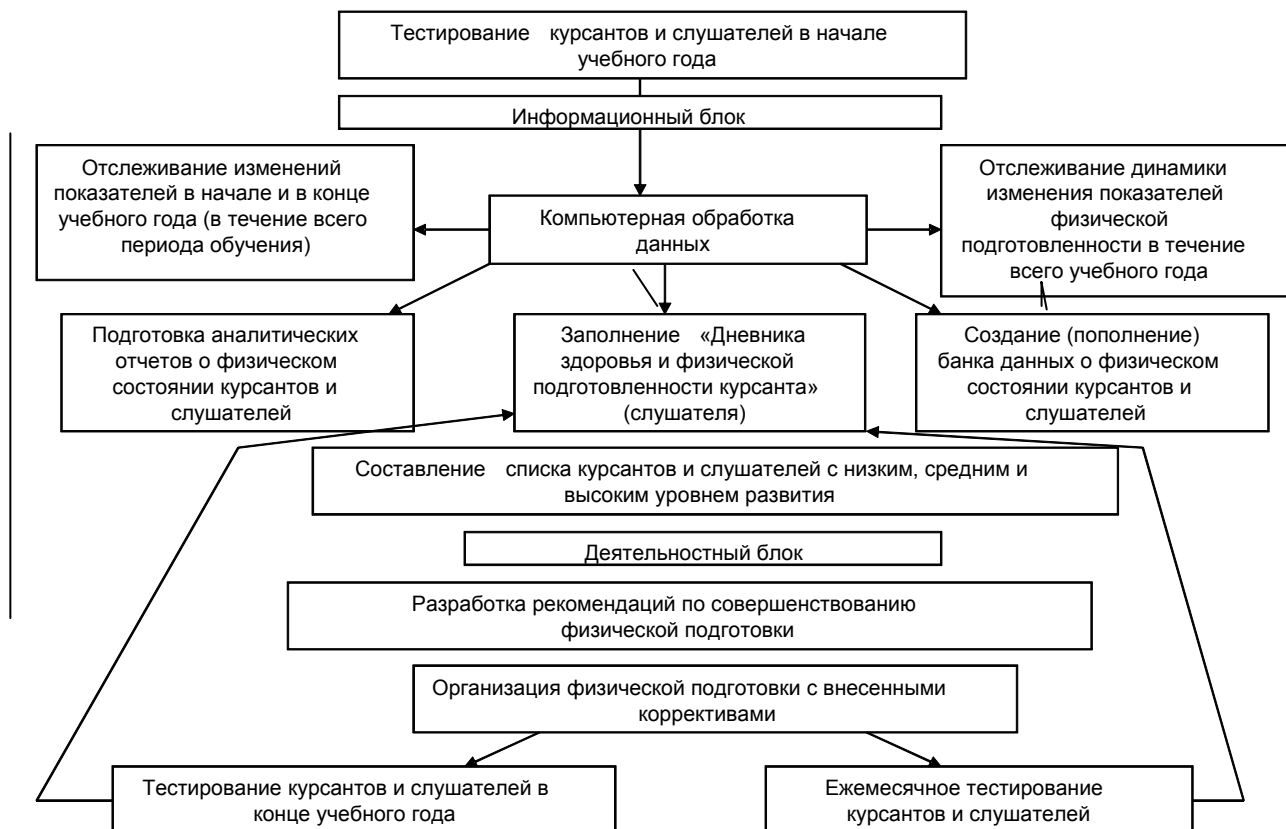 Тестирование курсантов и слушателей в начале
учебного года
Информационный блок
Отслеживание изменений
показателей в начале и в конце
учебного года (в течение всего
периода обучения)
Компьютерная обработка
данных
Отслеживание динамики
изменения показателей
физической
подготовленности в течение
всего учебного года
Подготовка аналитических
отчетов о физическом
состоянии курсантов и
слушателей
Заполнение «Дневника
здоровья и физической
подготовленности курсанта»
(слушателя)
Создание (пополнение)
банка данных о физическом
состоянии курсантов и
слушателей
Составление списка курсантов и слушателей с низким, средним и
высоким уровнем развития
Деятельностный блок
Разработка рекомендаций по совершенствованию
физической подготовки
Организация физической подготовки с внесенными
коррективами
Тестирование курсантов и слушателей в
конце учебного года
Ежемесячное тестирование
курсантов и слушателей